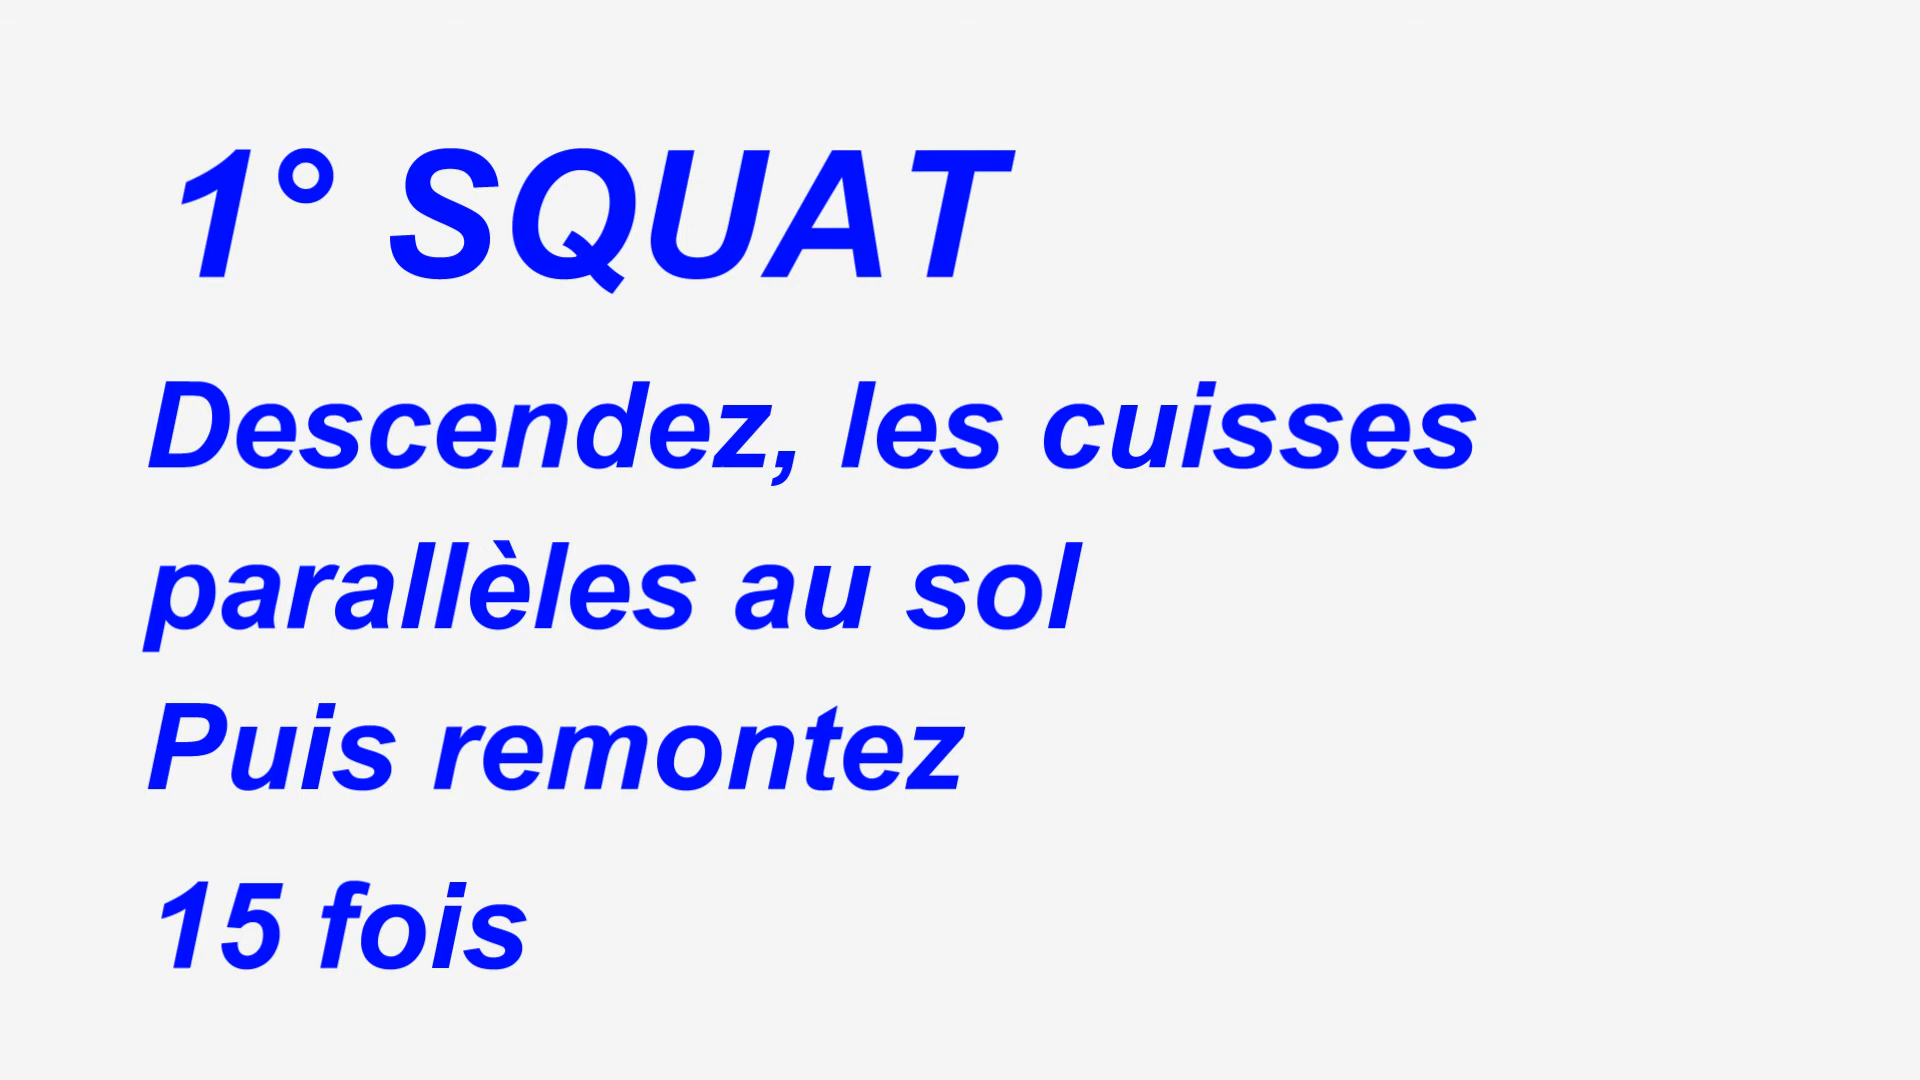 1° SQUAT
Descendez, les cuisses
parallèles au sol
Puis remontez
15 fois